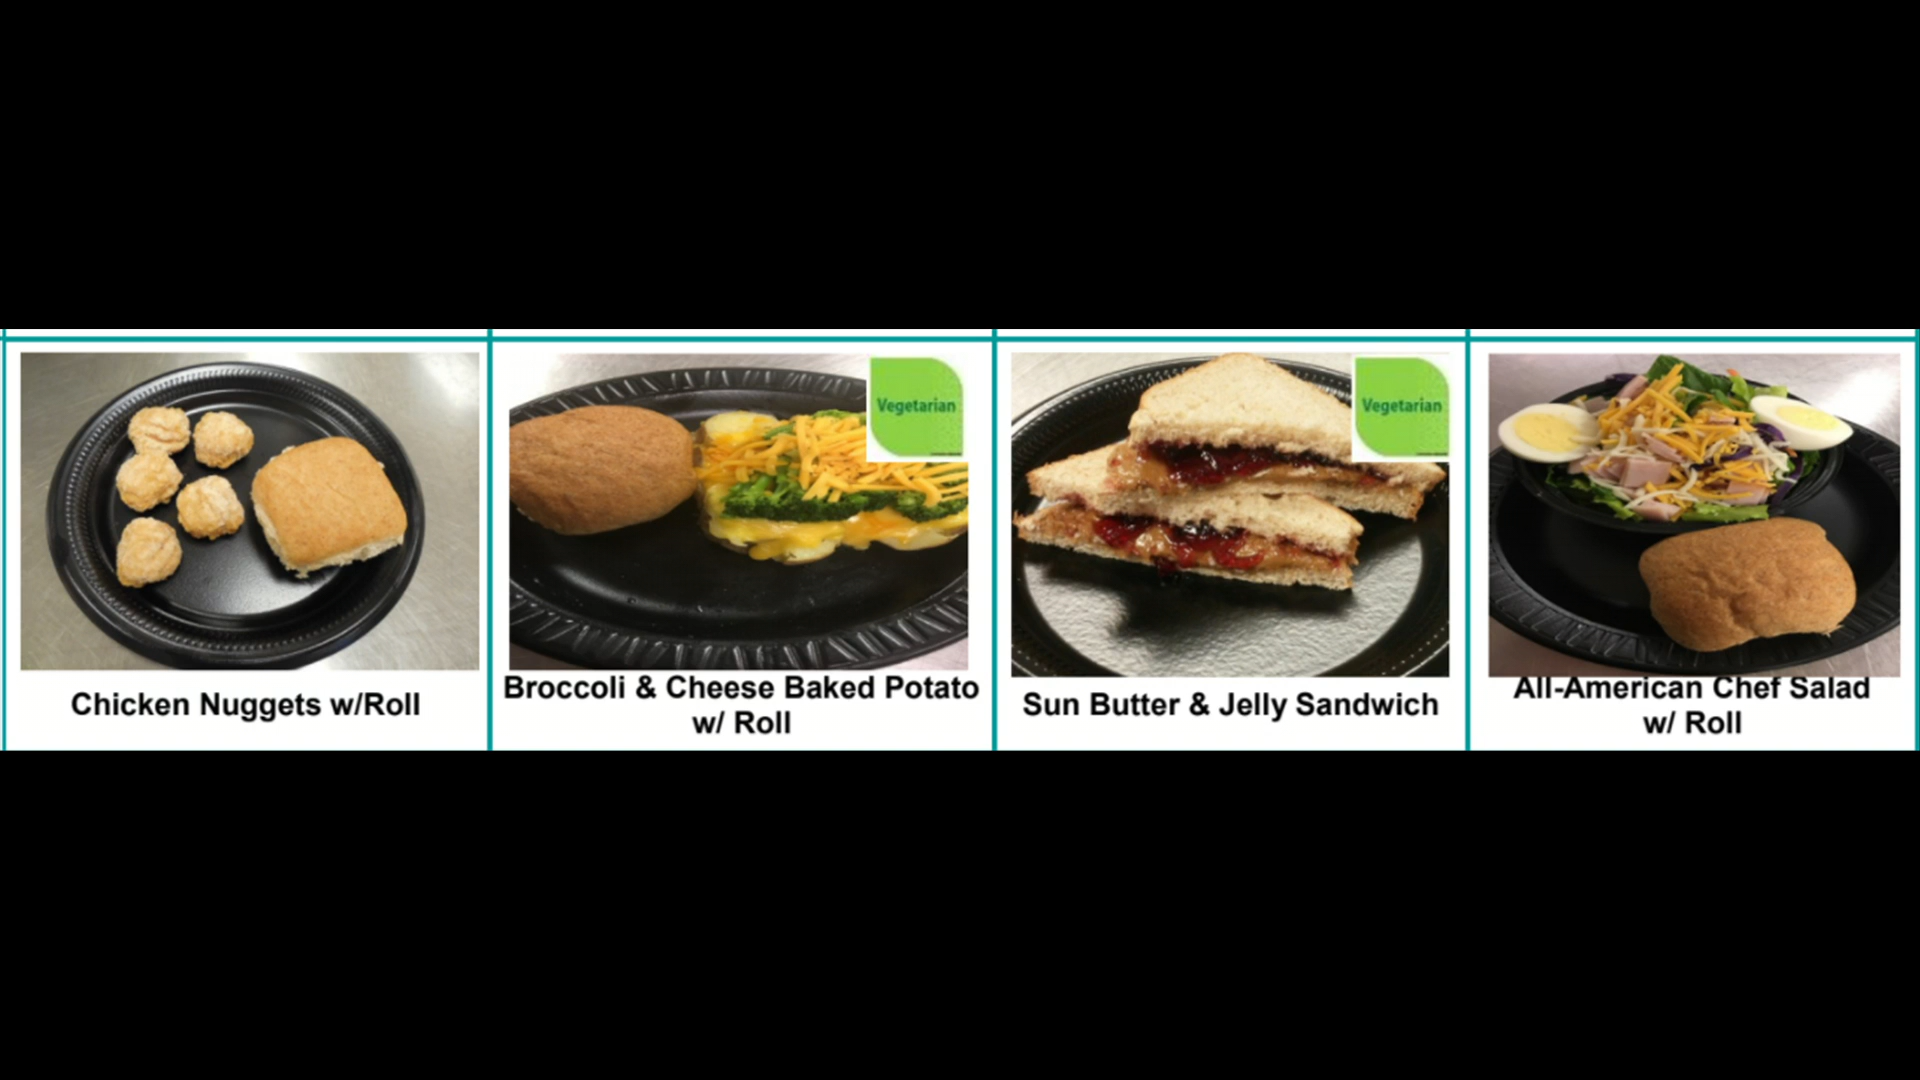 Vegetarian
Vegetarian
Chicken Nuggets w/Roll
Broccoli & Cheese Baked Potato
w/ Roll
Sun Butter & Jelly Sandwich
All-American Chef Salad
w/ Roll